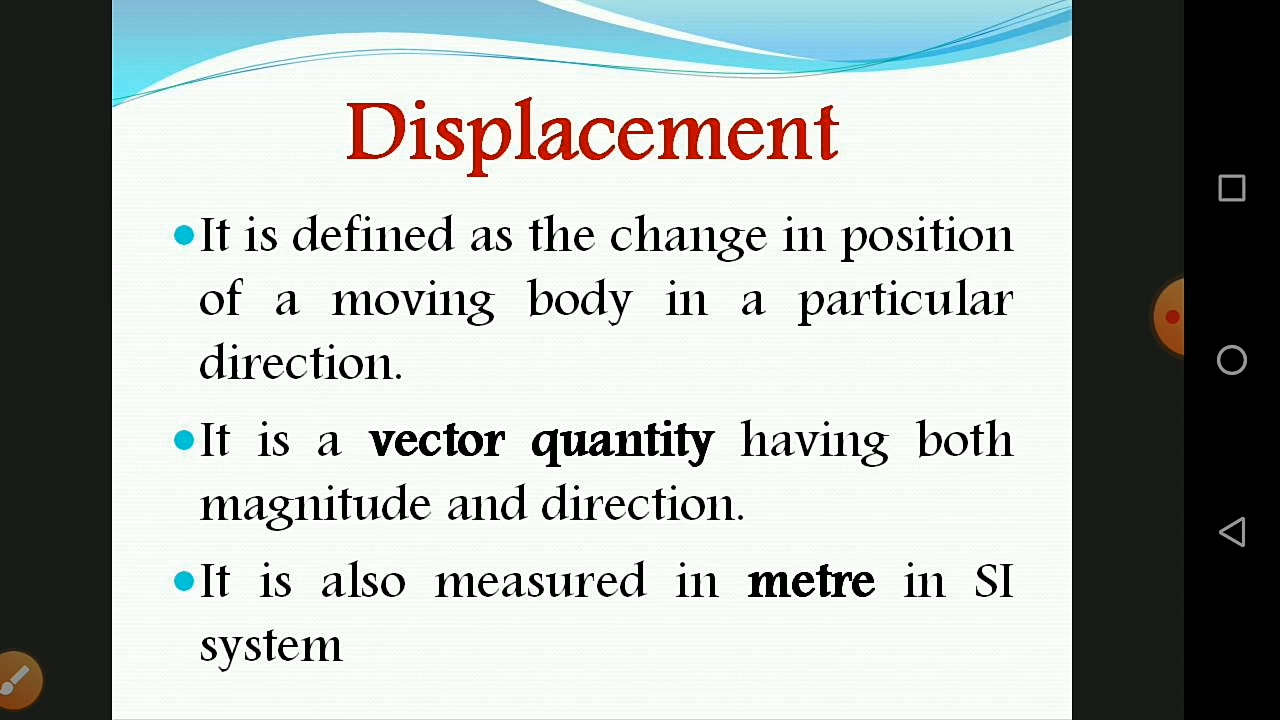 Displacement
It is defined as the change in position
of a moving body in a particular
direction.
It is a vector quantity having both
magnitude and direction.
It is also measured in metre in SI
system